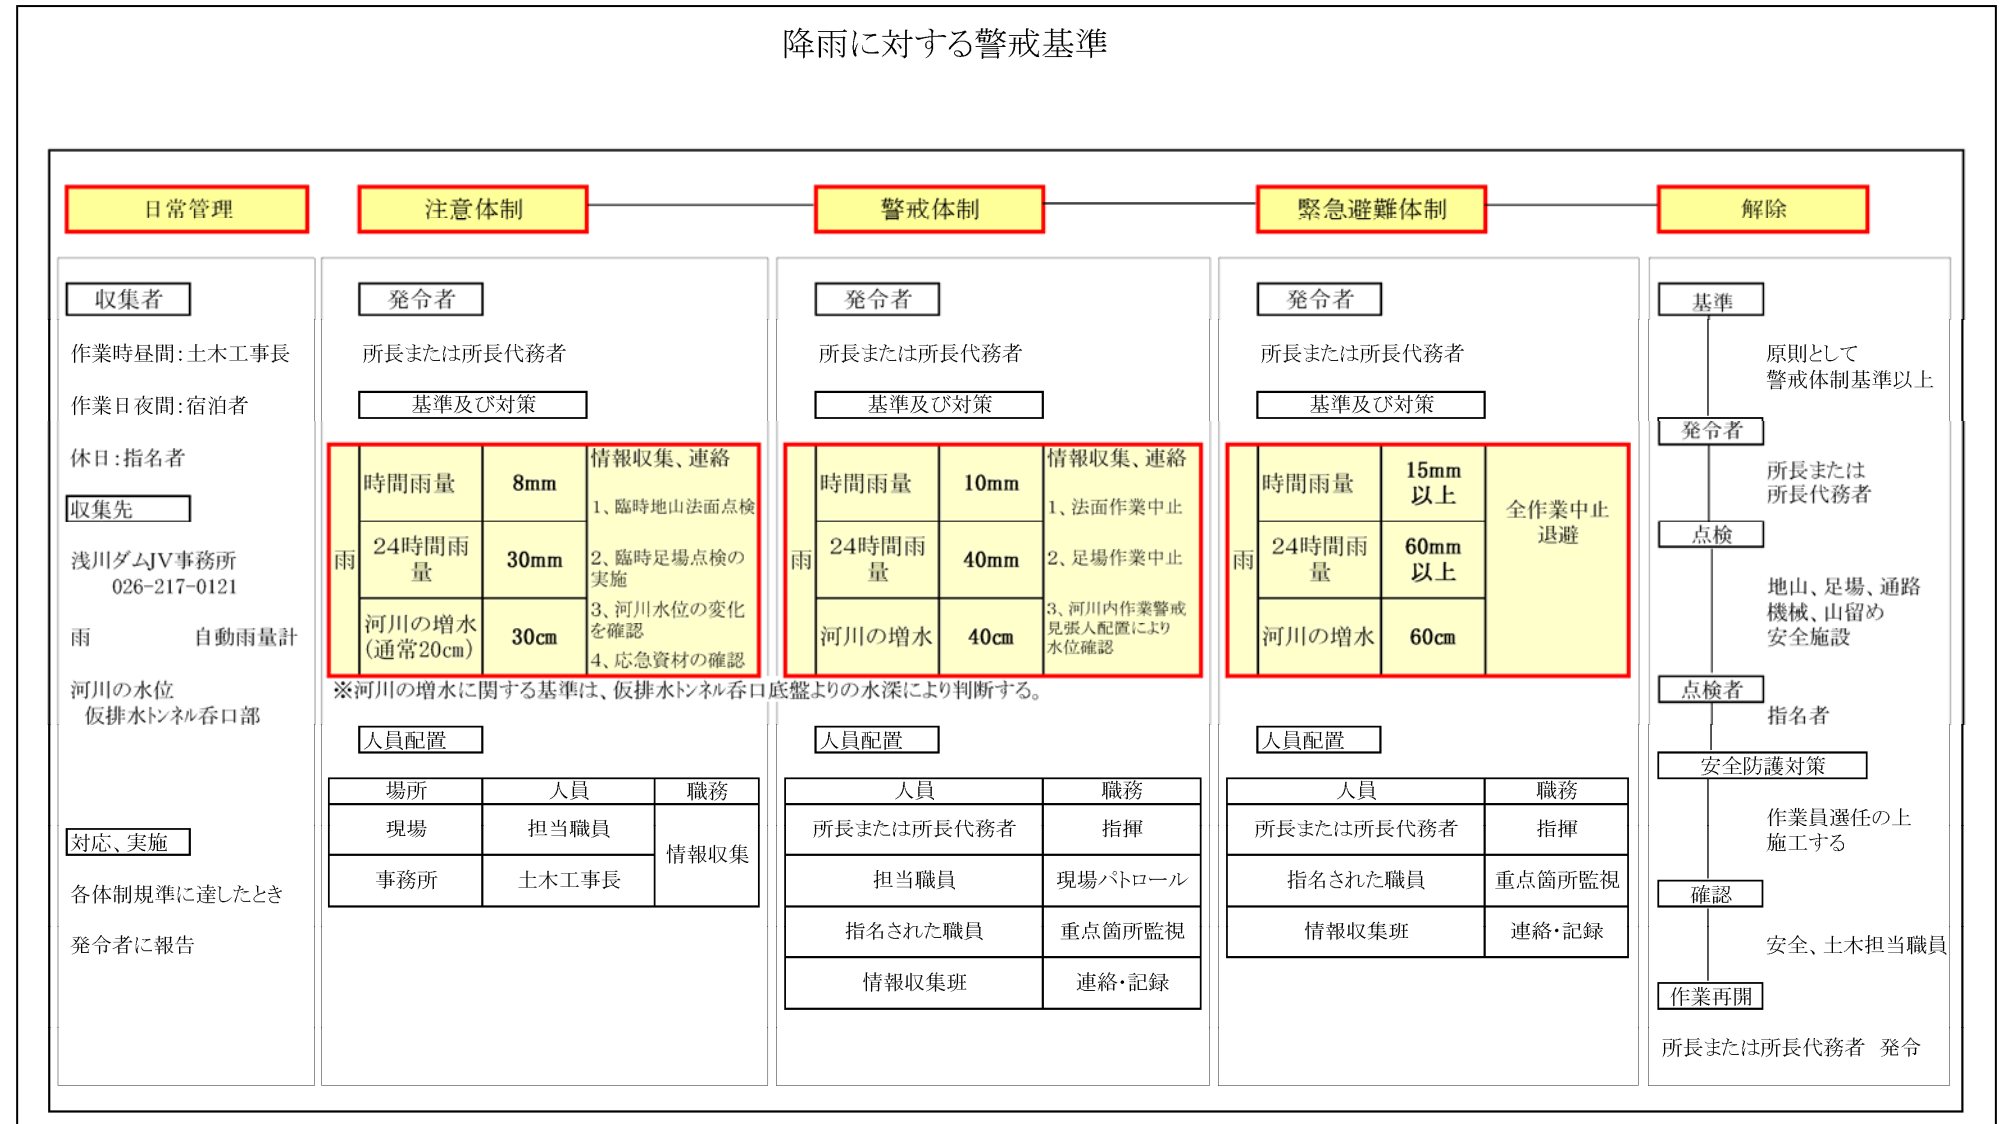 降雨に対する警戒基準
日常管理
注意体制
警戒体制
緊急避難体制
解除
収集者
作業時昼間：土木工事長
作業日夜間：宿泊者
休日：指名者
収集先
浅川ダムJV事務所
026-217-0121
雨　自動雨量計
河川の水位
仮排水トンネル呑口部
対応、実施
各体制規準に達したとき
発令者に報告
発令者
所長または所長代務者
基準及び対策
雨
時間雨量
8mm
24時間雨
量
30mm
河川の増水
(通常20cm)
30cm
情報収集、連絡
1、臨時地山法面点検
2、臨時足場点検の
実施
3、河川水位の変化
を確認
4、応急資材の確認
※河川の増水に関する基準は、仮排水トンネル呑口底盤よりの水深により判断する。
人員配置
場所　人員　職務
現場　担当職員
情報収集
事務所　土木工事長
発令者
所長または所長代務者
基準及び対策
雨
時間雨量
10mm
24時間雨
量
40mm
河川の増水
40cm
情報収集、連絡
1、法面作業中止
2、足場作業中止
3、河川内作業警戒
見張人配置により
水位確認
人員配置
人員　職務
所長または所長代務者　指揮
担当職員　現場パトロール
指名された職員　重点箇所監視
情報収集班　連絡・記録
発令者
所長または所長代務者
基準及び対策
雨
時間雨量
15mm
以上
24時間雨
量
60mm
以上
河川の増水
60cm
全作業中止
退避
人員配置
人員　職務
所長または所長代務者　指揮
指名された職員　重点箇所監視
情報収集班　連絡・記録
基準
原則として
警戒体制基準以上
発令者
所長または
所長代務者
点検
地山、足場、通路
機械、山留め
安全施設
点検者
指名者
安全防護対策
作業員選任の上
施工する
確認
安全、土木担当職員
作業再開
所長または所長代務者　発令